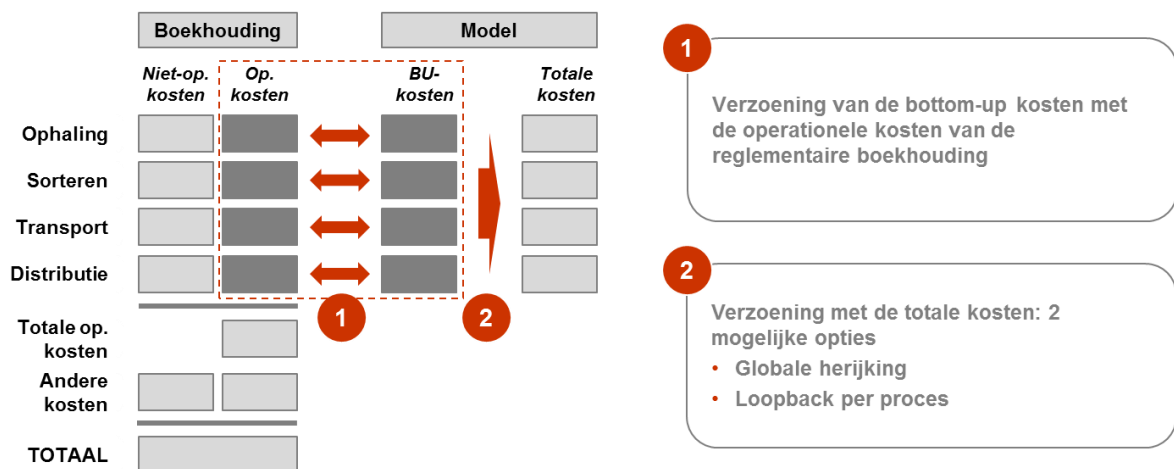 Boekhouding
Model
Niet-op.
kosten
Op.
kosten
BU-
kosten
Totale
kosten
Ophaling
Sorteren
Transport
Distributie
1
2
Totale op.
kosten
Andere
kosten
TOTAAL
1
Verzoening van de bottom-up kosten met
de operationele kosten van de
reglementaire boekhouding
2
Verzoening met de totale kosten: 2
mogelijke opties
• Globale herijking
• Loopback per proces